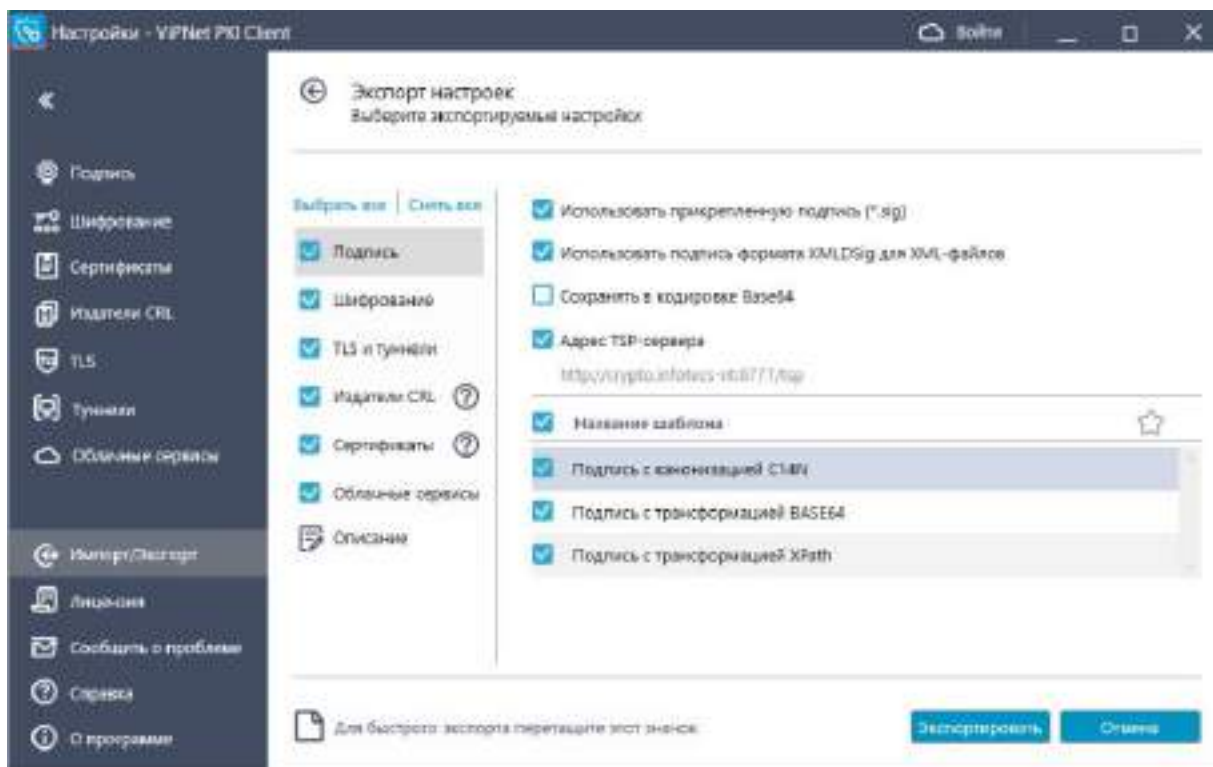 Настройки - ViPNet PKI Client
Войти
Экспорт настроек
Выберите экспортируемые настройки
Подпись
Шифрование
Сертификаты
Издатели CRL
TLS
Туннели
Облачные сервисы
Импорт/Экспорт
Лицензия
Сообщить о проблеме
Справка
О программе
Выбрать все | Снять все
Подпись
Шифрование
TLS и туннели
Издатели CRL
Сертификаты
Облачные сервисы
Описание
Использовать прикрепленную подпись (*.sig)
Использовать подпись формата XMLDSig для XML-файлов
Сохранять в кодировке Base64
Адрес TSP-сервера
Название шаблона
Подпись с канонизацией C14N
Подпись с трансформацией BASE64
Подпись с трансформацией XPath
Для быстрого экспорта перетащите этот значок
Экспортировать
Отмена